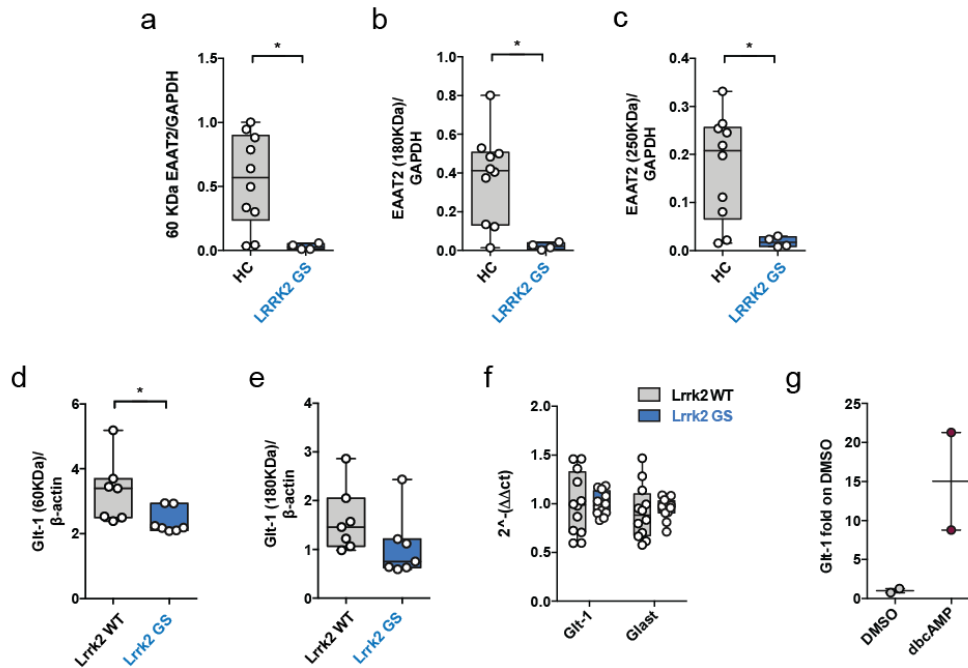 a
60 KDa EAAT2/GAPDH
1.5
1.0
0.5
0.0
*
HC
LRRK2 GS
b
EAAT2 (180KDa)/
GAPDH
1.0
0.8
0.6
0.4
0.2
0.0
*
HC
LRRK2 GS
c
EAAT2 (250KDa)/
GAPDH
0.4
0.3
0.2
0.1
0.0
*
HC
LRRK2 GS
d
Glt-1 (60KDa)/
β-actin
6
4
2
0
*
Lrrk2 WT
Lrrk2 GS
e
Glt-1 (180KDa)/
β-actin
4
3
2
1
0
Lrrk2 WT
Lrrk2 GS
f
2^-(ΔΔct)
2.0
1.5
1.0
0.5
0.0
Lrrk2 WT
Lrrk2 GS
Glt-1
Glast
g
Glt-1 fold on DMSO
25
20
15
10
5
0
DMSO
dbcAMP